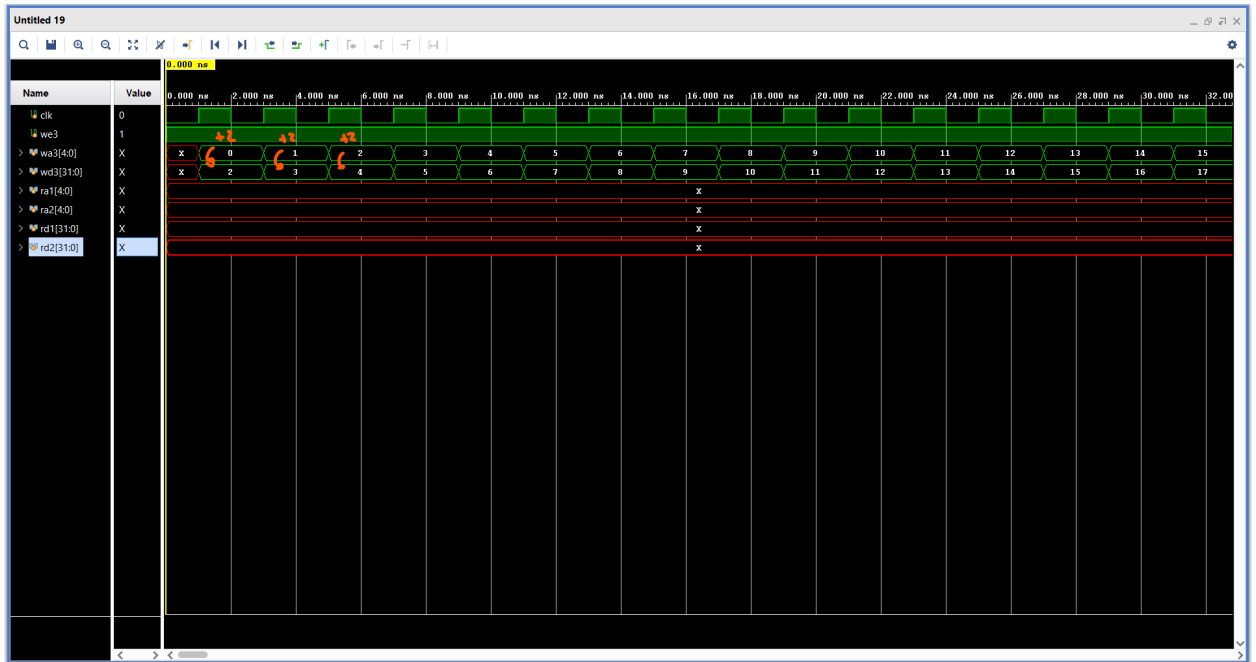 Untitled 19
0.000 ns
Name Value
0.000 ns 2.000 ns 4.000 ns 6.000 ns 8.000 ns 10.000 ns 12.000 ns 14.000 ns 16.000 ns 18.000 ns 20.000 ns 22.000 ns 24.000 ns 26.000 ns 28.000 ns 30.000 ns 32.00
clk 0
we3 1
+2 +2 +2
wa3[4:0] X X 0 1 2 3 4 5 6 7 8 9 10 11 12 13 14 15
wd3[31:0] X X 2 3 4 5 6 7 8 9 10 11 12 13 14 15 16 17
ra1[4:0] X X
ra2[4:0] X X
rd1[31:0] X X
rd2[31:0] X X